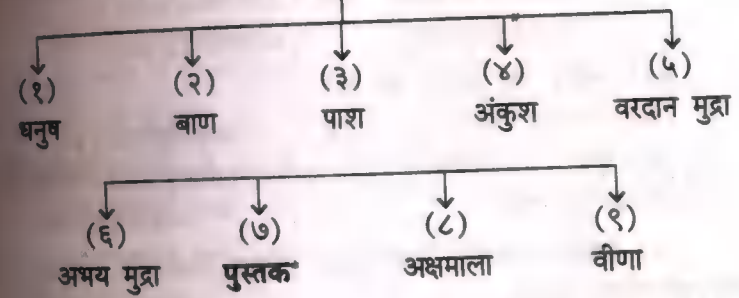 (१) (२) (३) (४) (५)
धनुष बाण पाश अंकुश वरदान मुद्रा
(६) (७) (८) (९)
अभय मुद्रा पुस्तक अक्षमाला वीणा